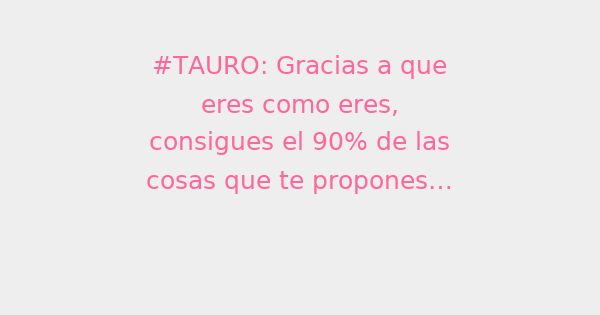 #TAURO: Gracias a que
eres como eres,
consigues el 90% de las
cosas que te propones...